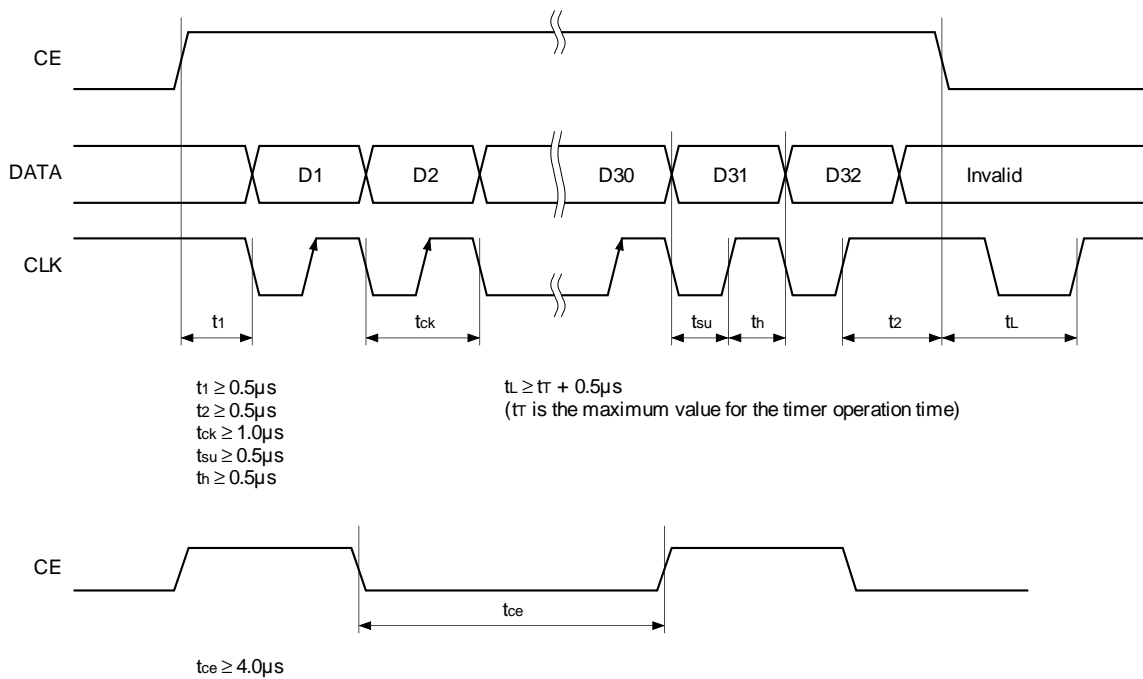 CE
DATA D1 D2 D30 D31 D32 Invalid
CLK
t1 tck tsu th t2 tL
t1 ≥ 0.5µs
t2 ≥ 0.5µs
tck ≥ 1.0µs
tsu ≥ 0.5µs
th ≥ 0.5µs
tL ≥ tT + 0.5µs
(tT is the maximum value for the timer operation time)
CE
tce
tce ≥ 4.0µs